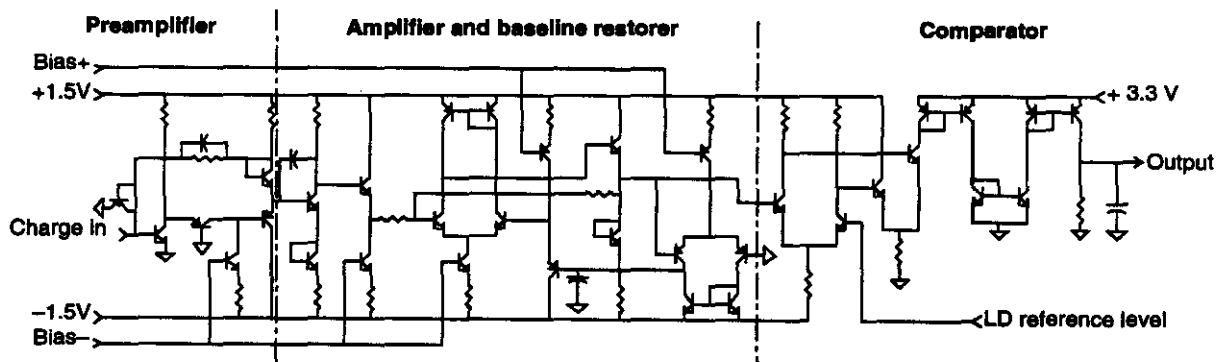 Preamplifier
Amplifier and baseline restorer
Comparator
Bias+
+1.5V
+ 3.3 V
Output
Charge in
–1.5V
Bias–
LD reference level